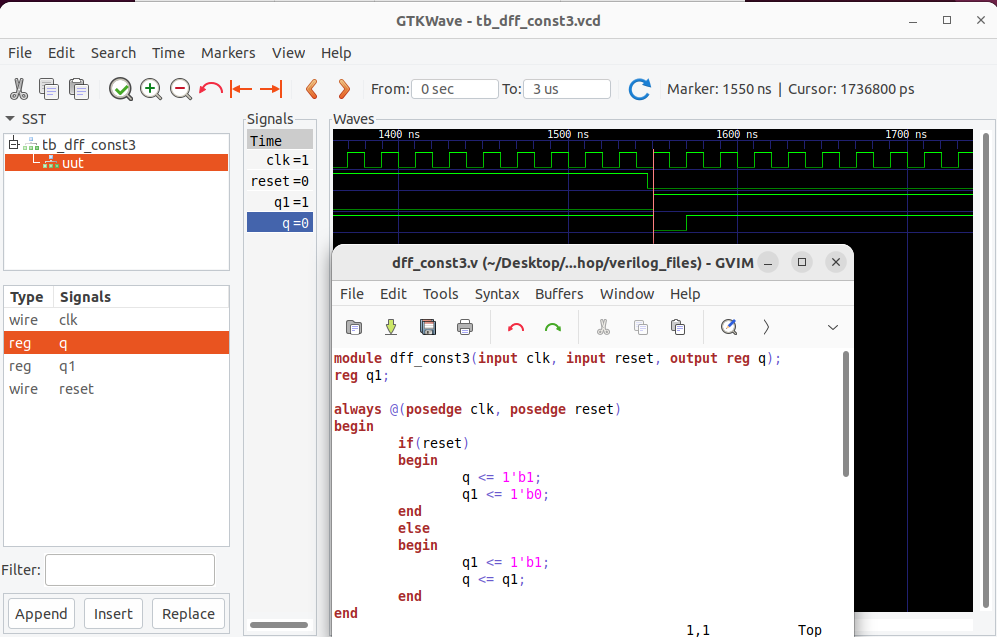 GTKWave - tb_dff_const3.vcd
File Edit Search Time Markers View Help
From: 0 sec To: 3 us Marker: 1550 ns | Cursor: 1736800 ps
SST
tb_dff_const3
uut
Type Signals
wire clk
reg q
reg q1
wire reset
Filter:
Append Insert Replace
Signals
Time
clk=1
reset=0
q1=1
q=0
Waves
1400 ns 1500 ns 1600 ns 1700 ns
dff_const3.v (~/Desktop/...hop/verilog_files) - GVIM
File Edit Tools Syntax Buffers Window Help
module dff_const3(input clk, input reset, output reg q);
reg q1;
always @(posedge clk, posedge reset)
begin
if(reset)
begin
q <= 1'b1;
q1 <= 1'b0;
end
else
begin
q1 <= 1'b1;
q <= q1;
end
end
1,1 Top